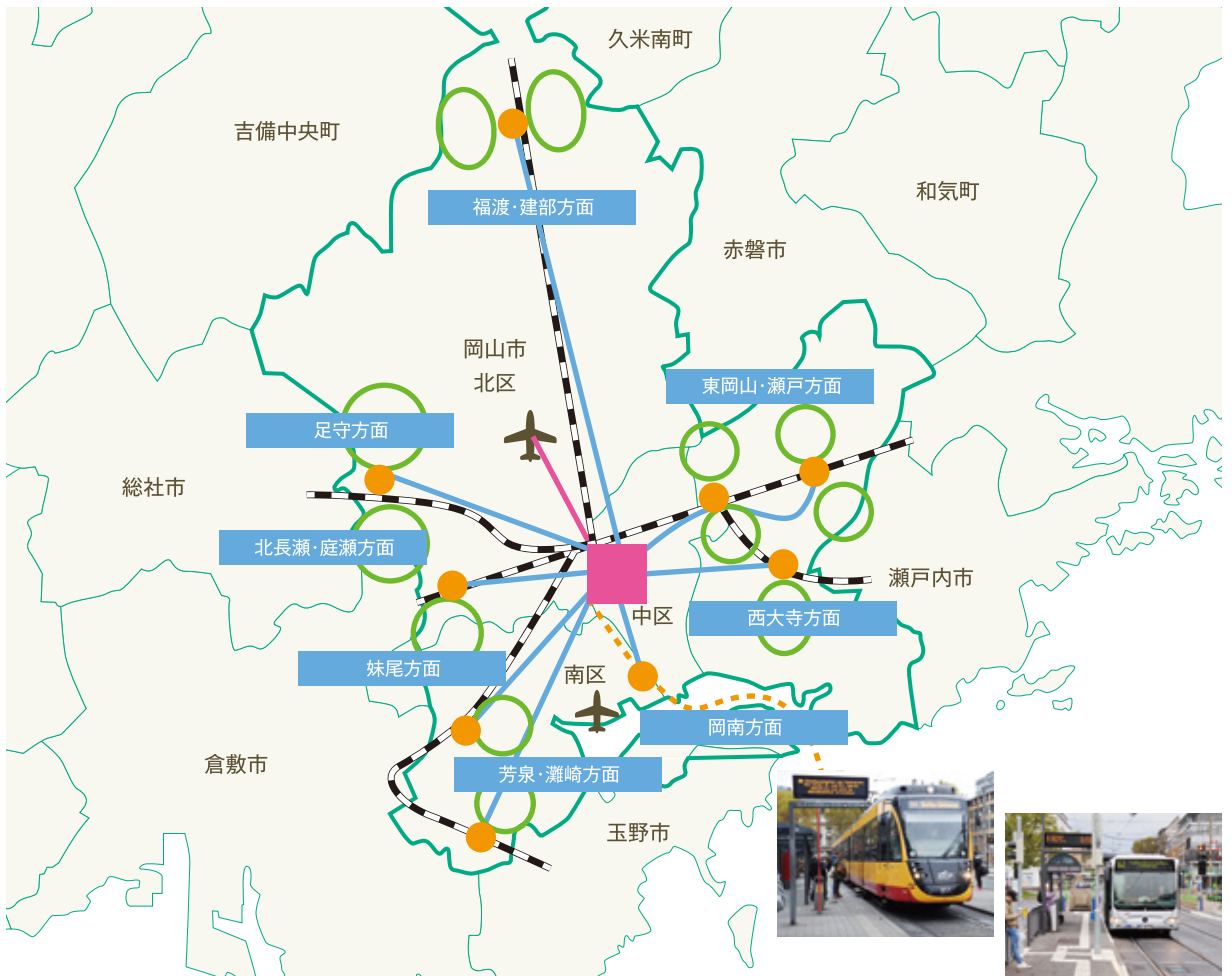 久米南町
吉備中央町
和気町
福渡･建部方面
赤磐市
岡山市
北区
東岡山･瀬戸方面
足守方面
総社市
北長瀬･庭瀬方面
瀬戸内市
中区
西大寺方面
妹尾方面
南区
岡南方面
倉敷市
芳泉･灘崎方面
玉野市